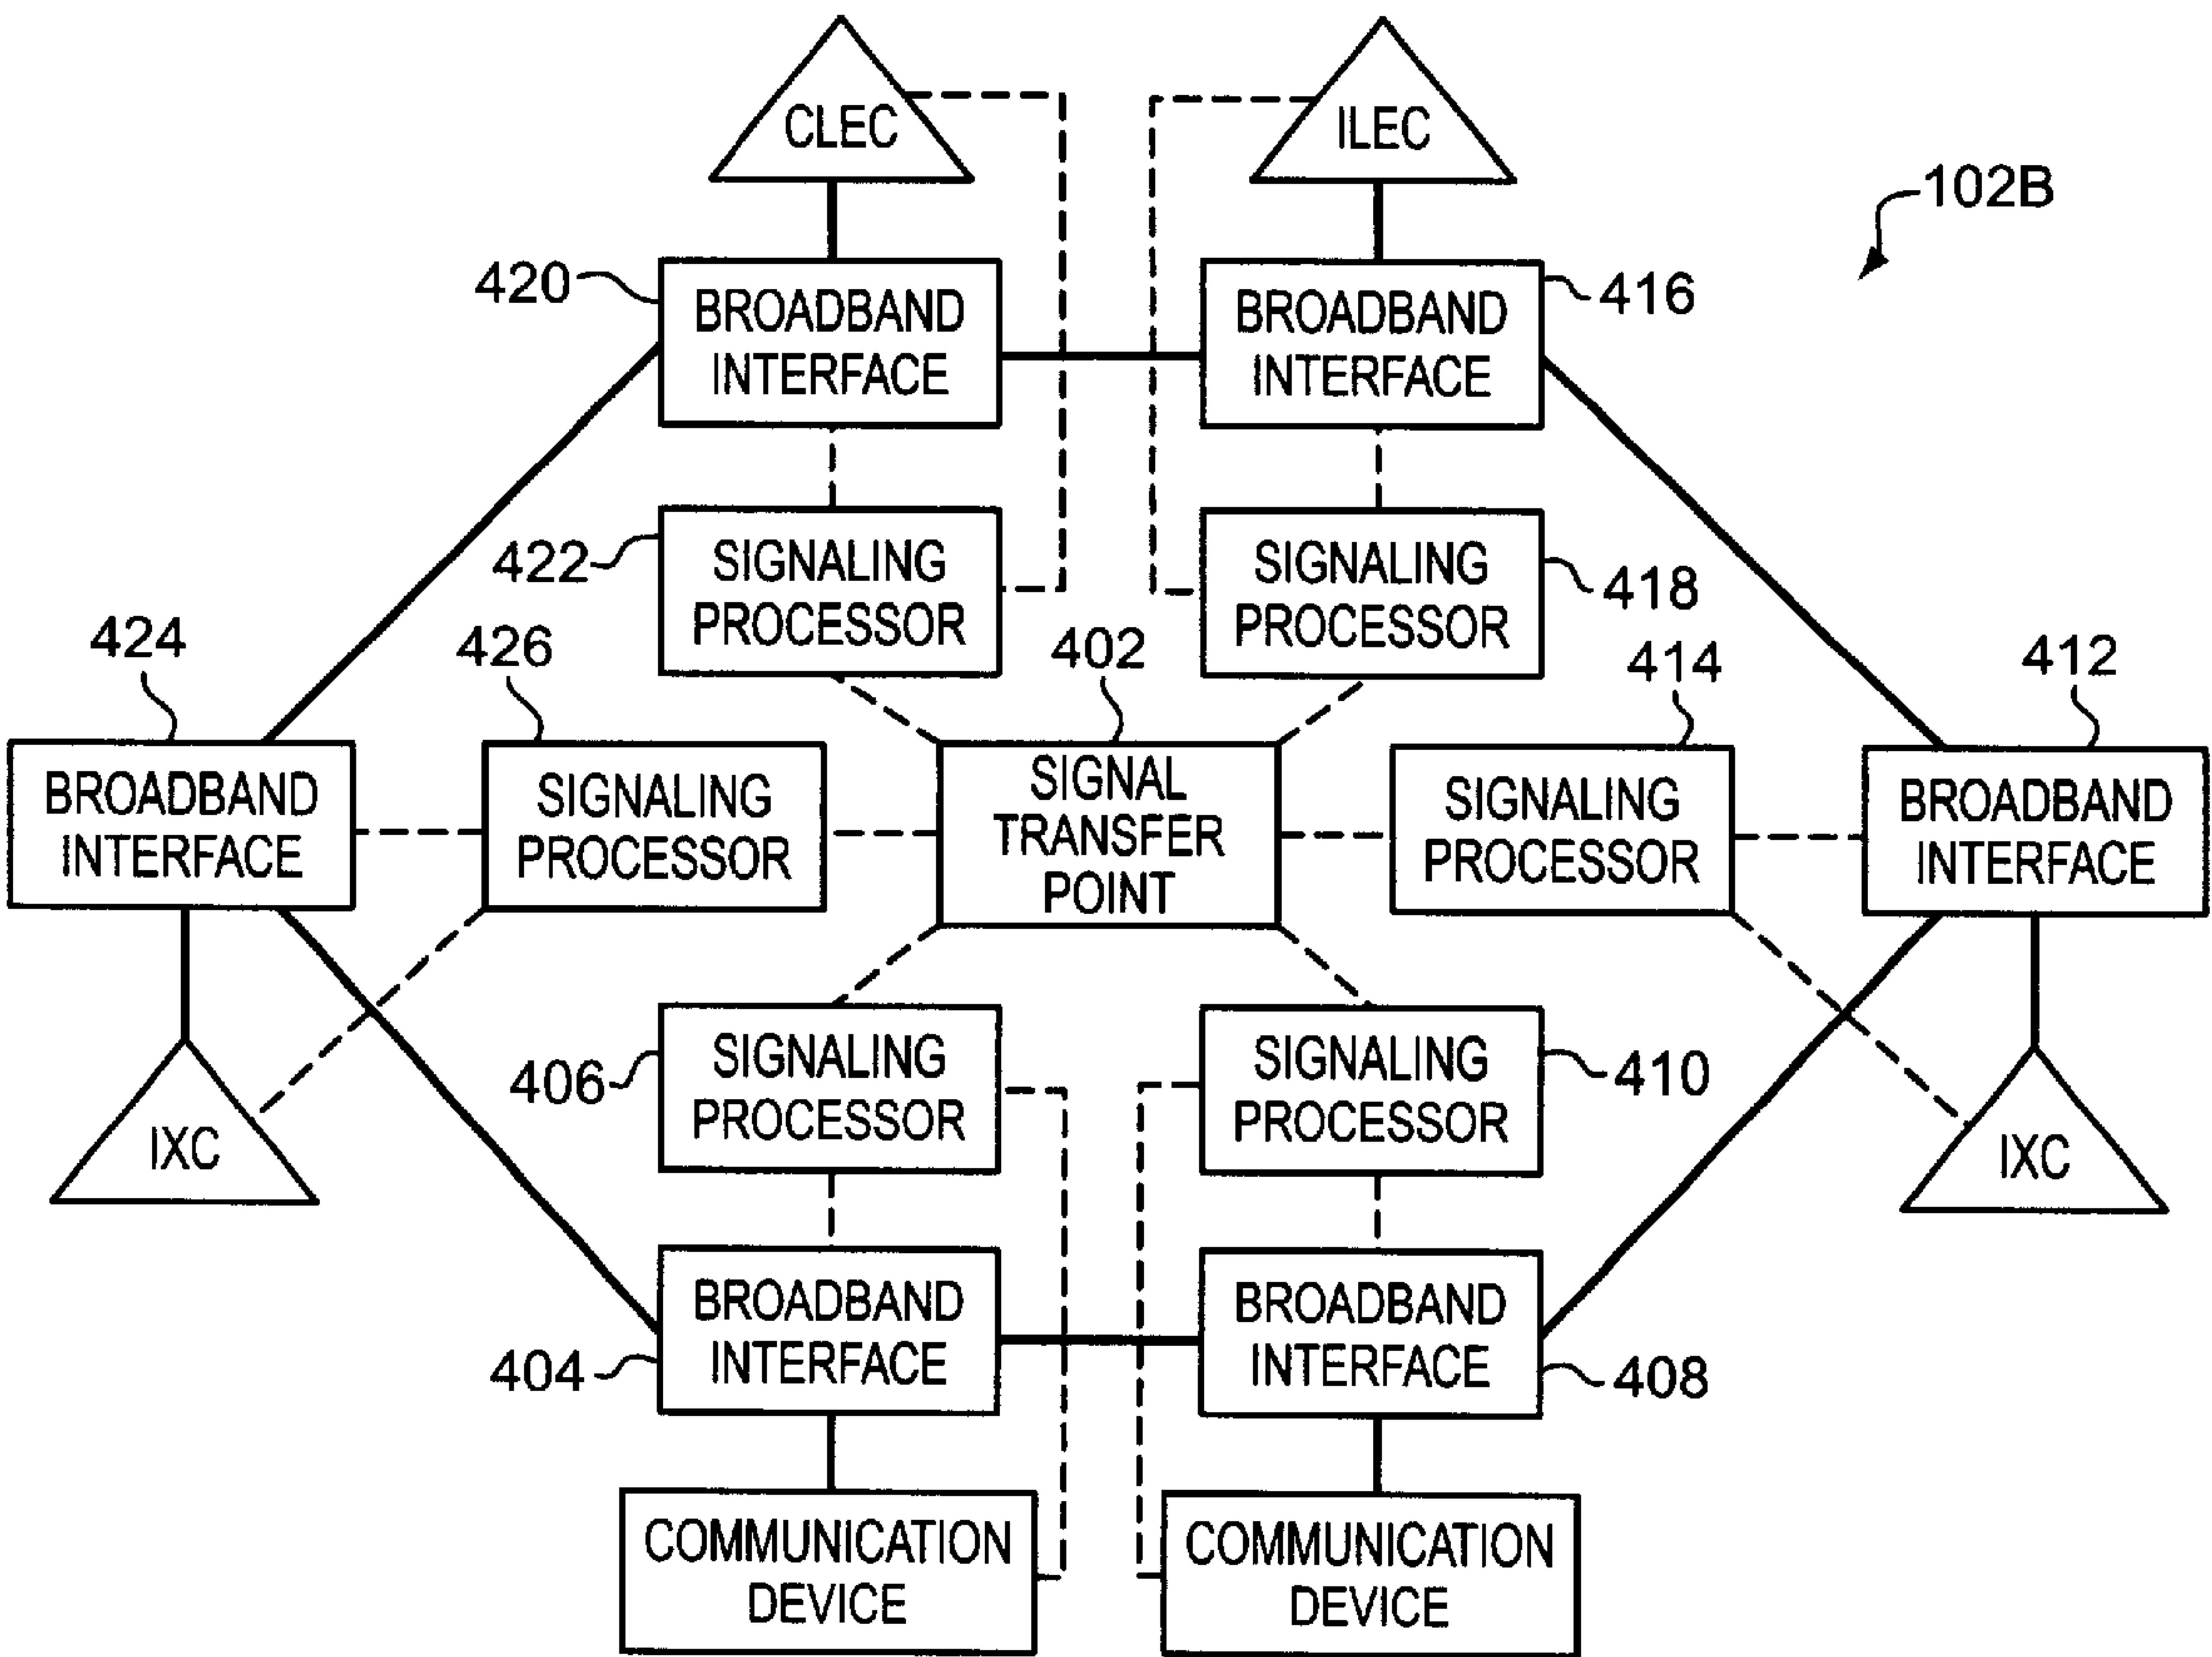 CLEC
ILEC
102B
420
BROADBAND
INTERFACE
BROADBAND
INTERFACE
416
422
SIGNALING
PROCESSOR
SIGNALING
PROCESSOR
418
424
426
402
414
412
BROADBAND
INTERFACE
SIGNALING
PROCESSOR
SIGNAL
TRANSFER
POINT
SIGNALING
PROCESSOR
BROADBAND
INTERFACE
406
SIGNALING
PROCESSOR
SIGNALING
PROCESSOR
410
IXC
IXC
404
BROADBAND
INTERFACE
BROADBAND
INTERFACE
408
COMMUNICATION
DEVICE
COMMUNICATION
DEVICE